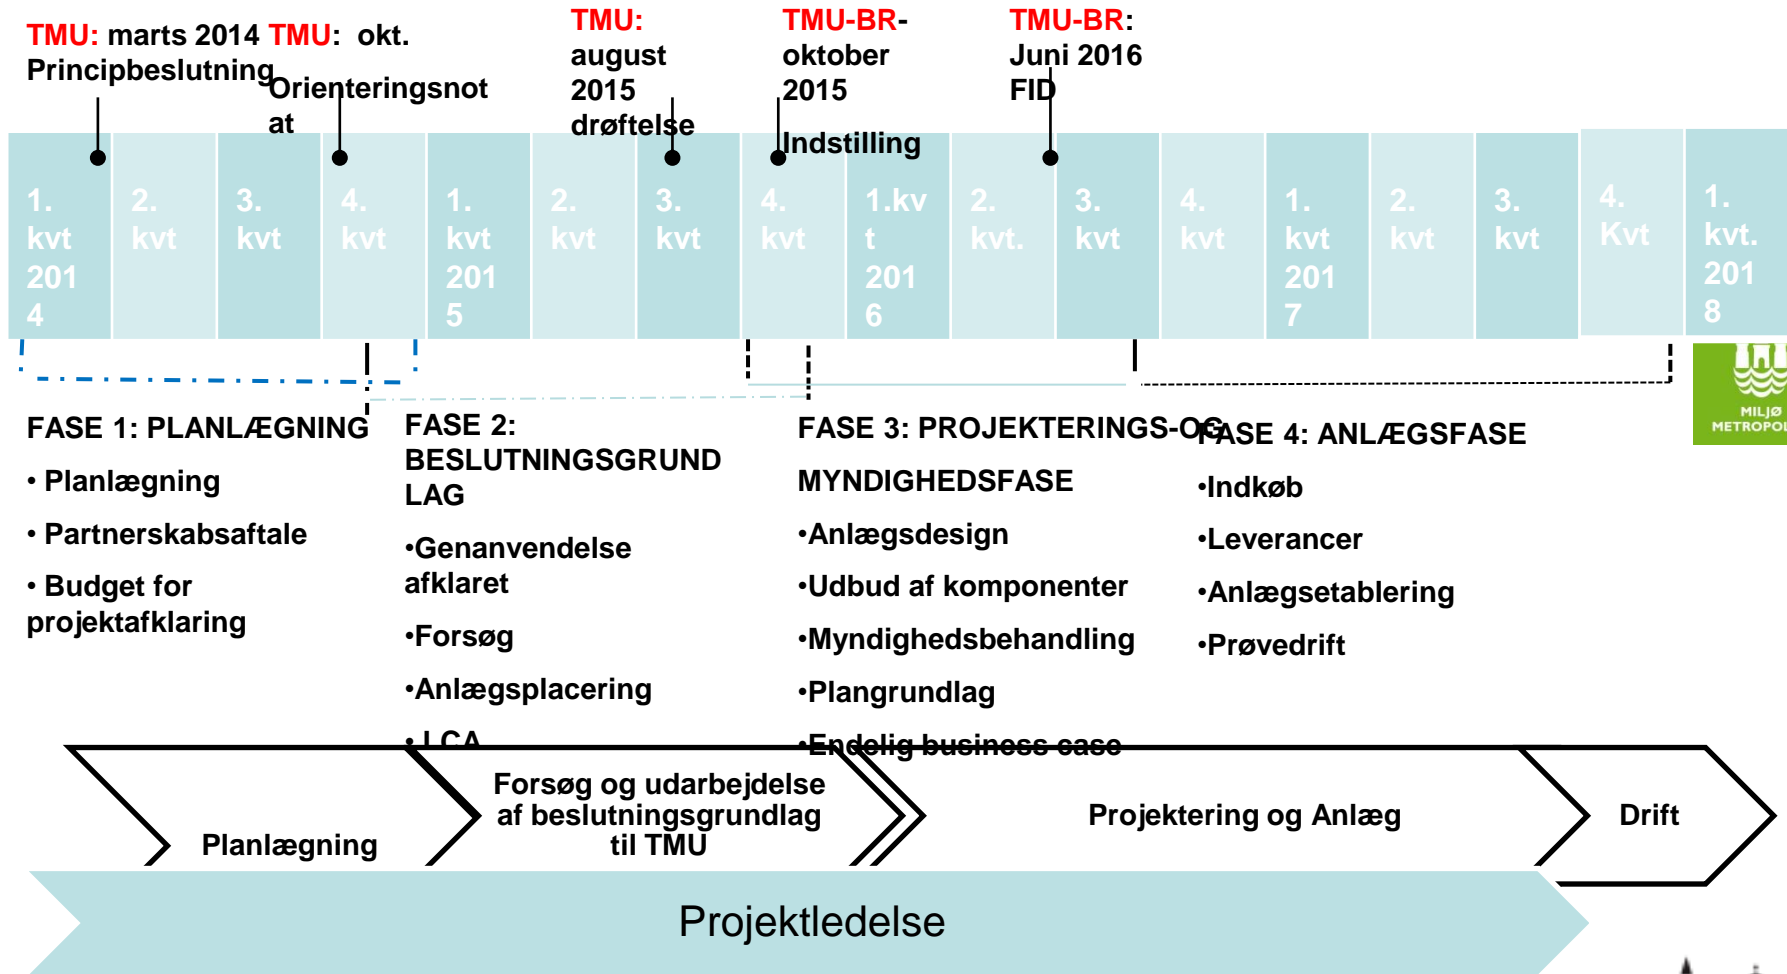 TMU: marts 2014
Principbeslutning
TMU: okt.
Orienteringsnot
at
TMU:
august
2015
drøftelse
TMU-BR-
oktober
2015
Indstilling
TMU-BR:
Juni 2016
FID
1.
kvt
201
4
2.
kvt
3.
kvt
4.
kvt
1.
kvt
201
5
2.
kvt
3.
kvt
4.
kvt
1.kv
t
201
6
2.
kvt.
3.
kvt
4.
kvt
1.
kvt
201
7
2.
kvt
3.
kvt
4.
Kvt
1.
kvt.
201
8
FASE 1: PLANLÆGNING
• Planlægning
• Partnerskabsaftale
• Budget for
projektafklaring
FASE 2:
BESLUTNINGSGRUND
LAG
•Genanvendelse
afklaret
•Forsøg
•Anlægsplacering
• LCA
FASE 3: PROJEKTERINGS-OG
MYNDIGHEDSFASE
•Anlægsdesign
•Udbud af komponenter
•Myndighedsbehandling
•Plangrundlag
•Endelig business case
FASE 4: ANLÆGSFASE
•Indkøb
•Leverancer
•Anlægsetablering
•Prøvedrift
MILJØ
METROPOL
Planlægning
Forsøg og udarbejdelse
af beslutningsgrundlag
til TMU
Projektering og Anlæg
Drift
Projektledelse